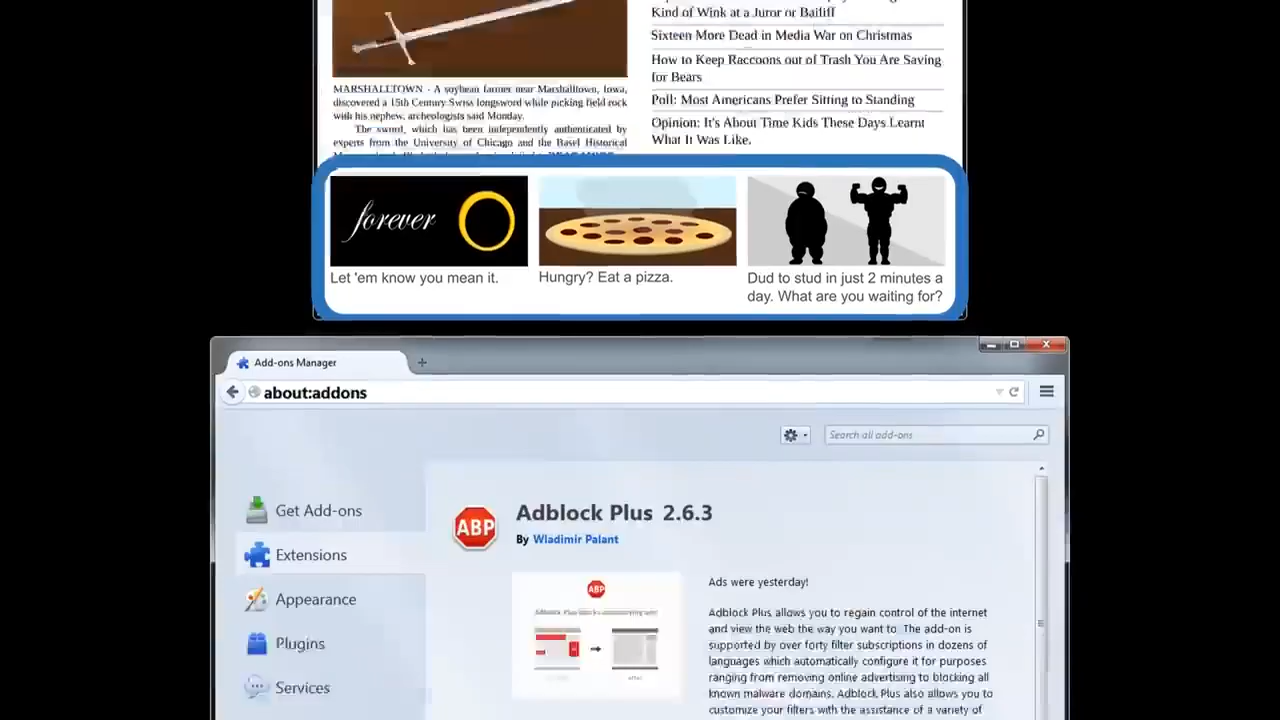 Kind of Wink at a Juror or Bailiff
Sixteen More Dead in Media War on Christmas
How to Keep Raccoons out of Trash You Are Saving
for Bears
Poll: Most Americans Prefer Sitting to Standing
Opinion: It's About Time Kids These Days Learnt
What It Was Like.
MARSHALLTOWN - A soybean farmer near Marshalltown, Iowa,
discovered a 15th Century Swiss longsword while picking field rock
with his nephew, archeologists said Monday.
The sword, which has been independently authenticated by
experts from the University of Chicago and the Basel Historical
forever
Let 'em know you mean it.
Hungry? Eat a pizza.
Dud to stud in just 2 minutes a
day. What are you waiting for?
Add-ons Manager
about:addons
Search all add-ons
Get Add-ons
Extensions
Appearance
Plugins
Services
ABP
Adblock Plus 2.6.3
By Wladimir Palant
ABP
Ads were yesterday!
Adblock Plus allows you to regain control of the internet
and view the web the way you want to. The add-on is
supported by over forty filter subscriptions in dozens of
languages which automatically configure it for purposes
ranging from removing online advertising to blocking all
known malware domains. Adblock Plus also allows you to
customize your filters with the assistance of a variety of